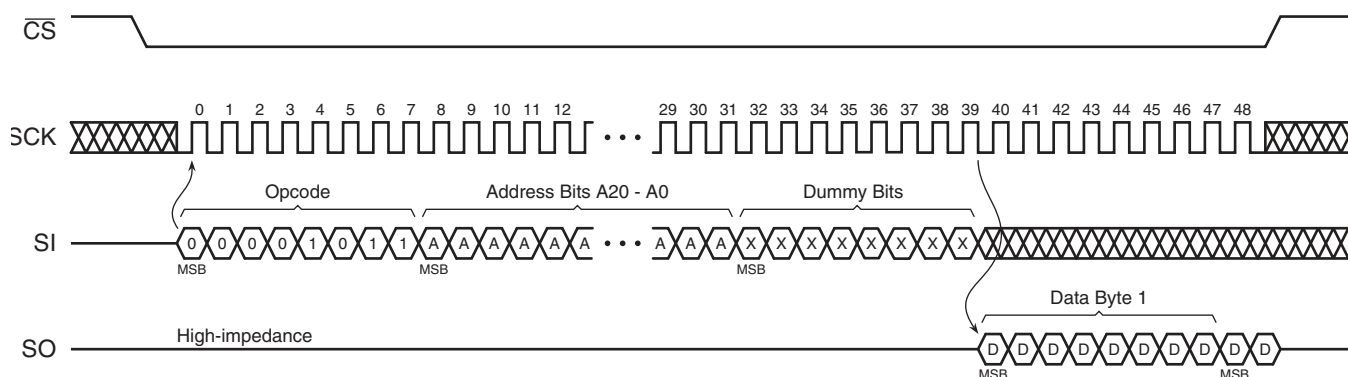 CS
SCK
0 1 2 3 4 5 6 7 8 9 10 11 12 29 30 31 32 33 34 35 36 37 38 39 40 41 42 43 44 45 46 47 48
Opcode Address Bits A20 - A0 Dummy Bits
SI 0 0 0 0 1 0 1 1 A A A A A A A A A X X X X X X X X
MSB MSB MSB
Data Byte 1
High-impedance
SO D D D D D D D D D D
MSB MSB